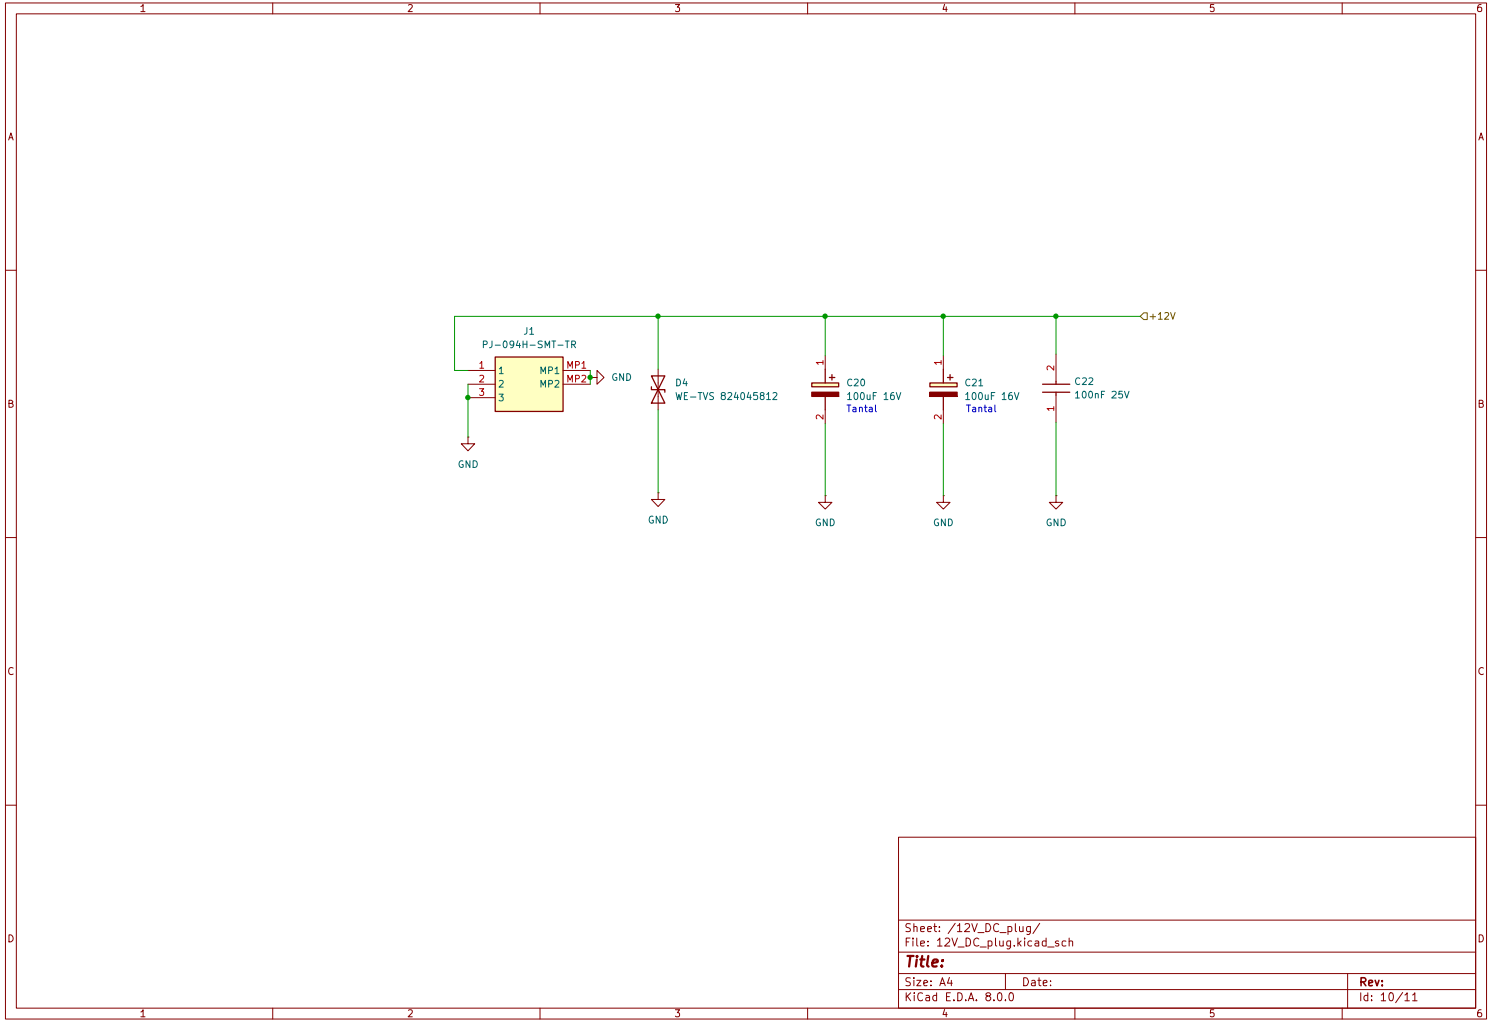 1 2 3 4 5 6
A A
+12V
J1
PJ-094H-SMT-TR
1 1 MP1 MP1
2 2 MP2 MP2
3 3
GND
GND
D4
WE-TVS 824045812
GND
1
+
C20
100uF 16V
Tantal
2
GND
1
+
C21
100uF 16V
Tantal
2
GND
2
C22
100nF 25V
1
GND
B B
C C
D D
Sheet: /12V_DC_plug/
File: 12V_DC_plug.kicad_sch
Title:
Size: A4 Date: Rev:
KiCad E.D.A. 8.0.0 Id: 10/11
1 2 3 4 5 6